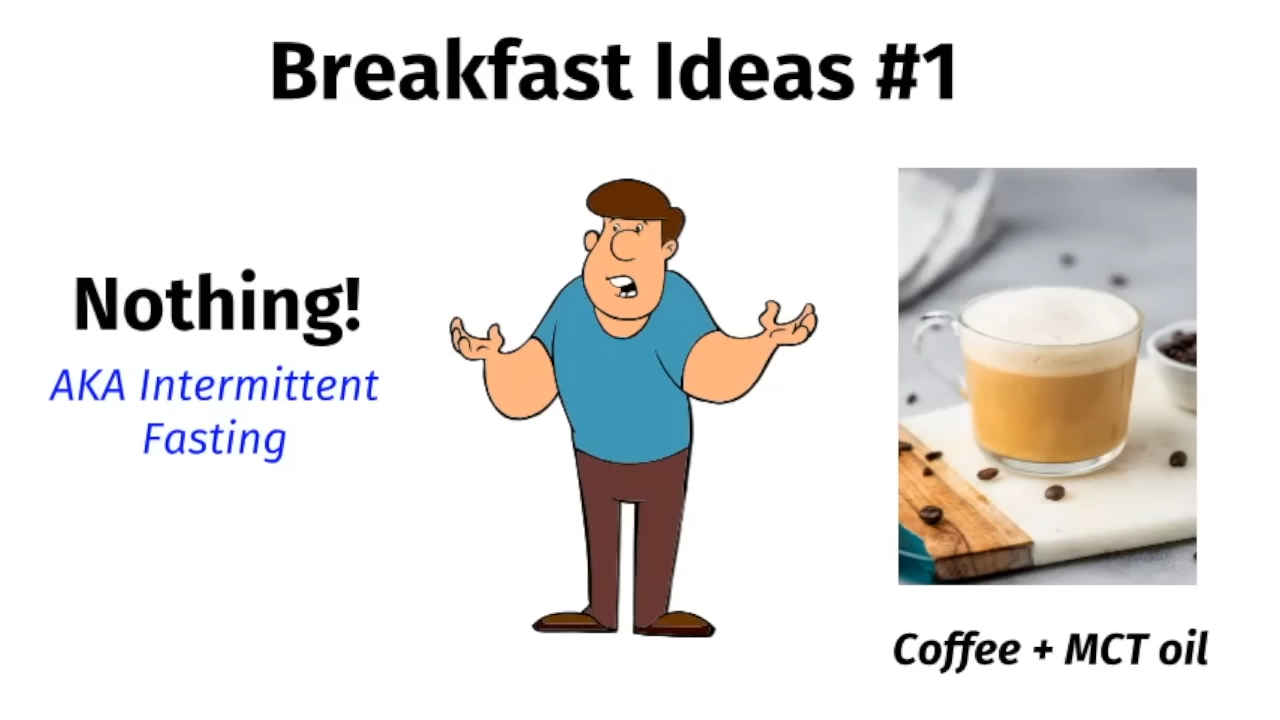 Breakfast Ideas #1
Nothing!
AKA Intermittent
Fasting
Coffee + MCT oil